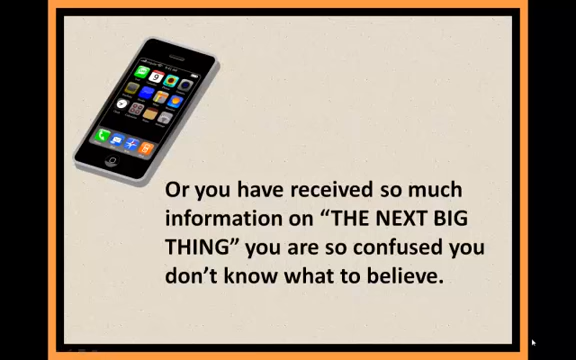 Or you have received so much
information on “THE NEXT BIG
THING” you are so confused you
don’t know what to believe.